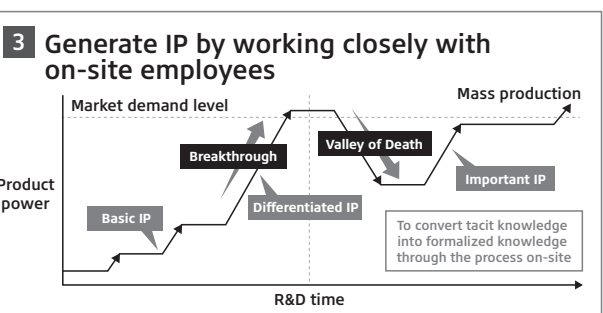 3 Generate IP by working closely with
on-site employees
Market demand level
Mass production
Breakthrough
Valley of Death
Product
power
Basic IP
Differentiated IP
Important IP
To convert tacit knowledge
into formalized knowledge
through the process on-site
R&D time